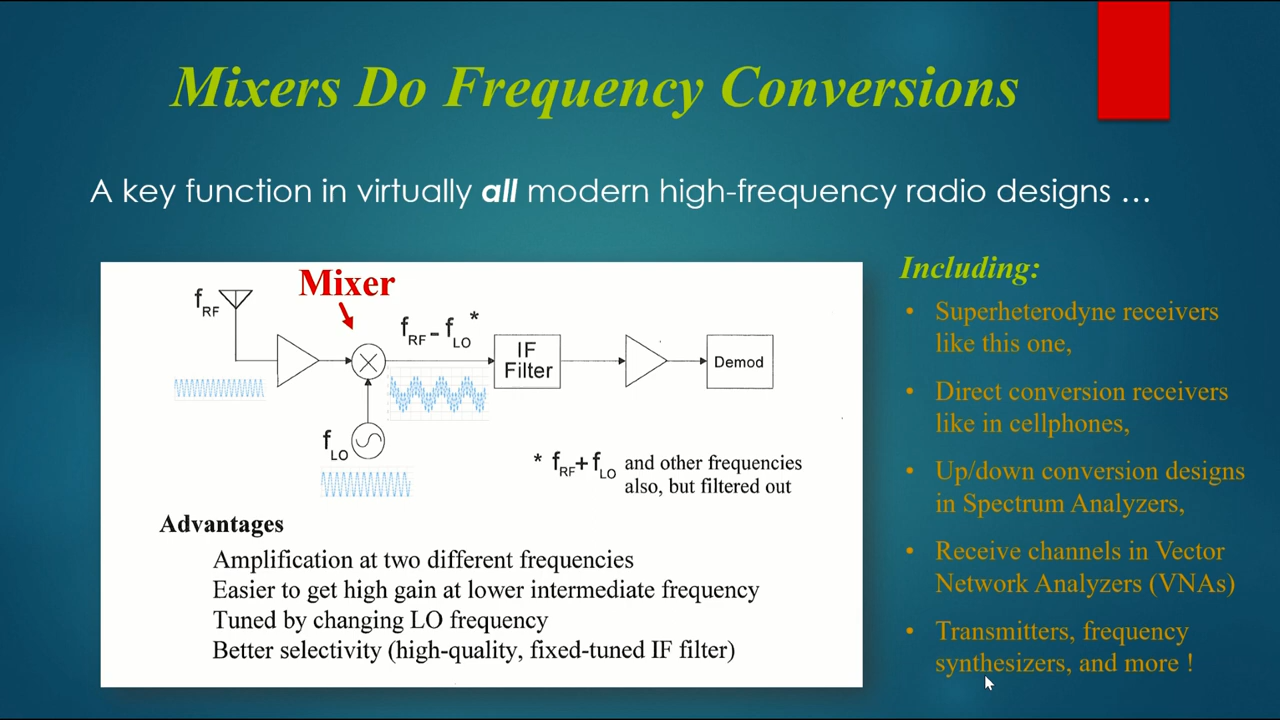 Mixers Do Frequency Conversions
A key function in virtually all modern high-frequency radio designs ...
Mixer
fRF
fRF - fLO *
IF
Filter
Demod
fLO
* fRF+fLO and other frequencies
also, but filtered out
Advantages
Amplification at two different frequencies
Easier to get high gain at lower intermediate frequency
Tuned by changing LO frequency
Better selectivity (high-quality, fixed-tuned IF filter)
Including:
• Superheterodyne receivers
like this one,
• Direct conversion receivers
like in cellphones,
• Up/down conversion designs
in Spectrum Analyzers,
• Receive channels in Vector
Network Analyzers (VNAs)
• Transmitters, frequency
synthesizers, and more !